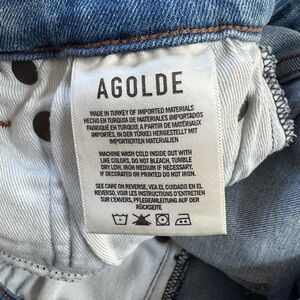 AGOLDE
MADE IN TURKEY OF IMPORTED MATERIALS
HECHO EN TURQUIA DE MATERIALES IMPORTADOS
FABRIQUÉ EN TURQUIE A PARTIR DE MATÉRIAUX
IMPORTÉS, IN DER TÜRKEI HERGESTELLT MIT
IMPORTIERTEN MATERIALIEN
MACHINE WASH COLD INSIDE OUT WITH
LIKE COLORS, DO NOT BLEACH, TUMBLE
DRY LOW, IRON MEDIUM IF NECESSARY.
IF DECORATED OR PRINTED DO NOT IRON.
SEE CARE ON REVERSE, VEA EL CUIDADO EN EL
REVERSO, VOIR LES INSTRUCTIONS D'ENTRETIEN
SUR L'ENVERS, PFLEGEANLEITUNG AUF DER
RÜCKSEITE